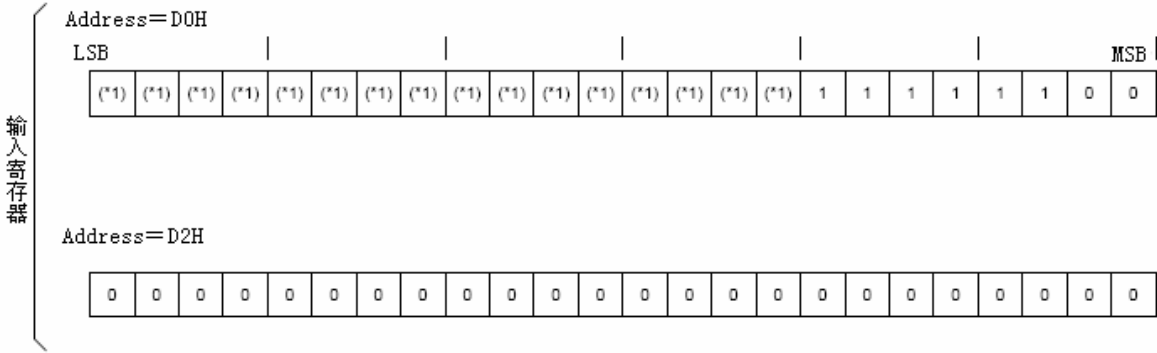 Address=D0H
LSB MSB
(*1) (*1) (*1) (*1) (*1) (*1) (*1) (*1) (*1) (*1) (*1) (*1) (*1) (*1) (*1) (*1) 1 1 1 1 1 1 0 0
输入寄存器
Address=D2H
0 0 0 0 0 0 0 0 0 0 0 0 0 0 0 0 0 0 0 0 0 0 0 0